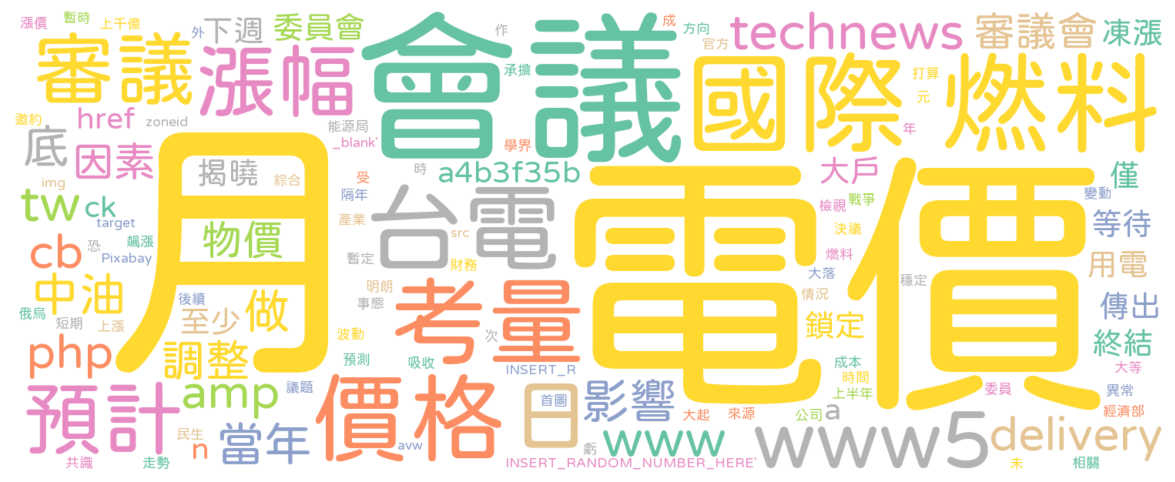 漲價 暫時 上千億
外 下週 委員會
作
成
方向
官方
technews
審議會 凍漲
審議 漲幅 會議
承擔
國際
打算
元
燃料
邀約 href zoneid
能源局
_blank'
學界
年
底 因素
揭曉
時
a4b3f35b
大戶
僅
img
綜合
受
隔年
月 電價
tw ck
target
產業
台電
src
檢視 戰爭
變動
飆漲
物價
決議
等待
cb 恐 Pixabay
暫定
財務
燃料
用電
大落
中油
後續
明朗
事態
考量
情況
穩定
傳出
俄烏 短期 上漲 至少 做
波動
次
鎖定
終結
php
調整
預測
吸收
INSERT_R
成本
大等
預計 amp 議題
價格
日
首圖
影響
時間
上半年
委員
異常
民生
n 當年
大起
來源
公司
a
經濟部
共識 走勢
avw
虧
www
www5
delivery
INSERT_RANDOM_NUMBER_HERE'
未
相關